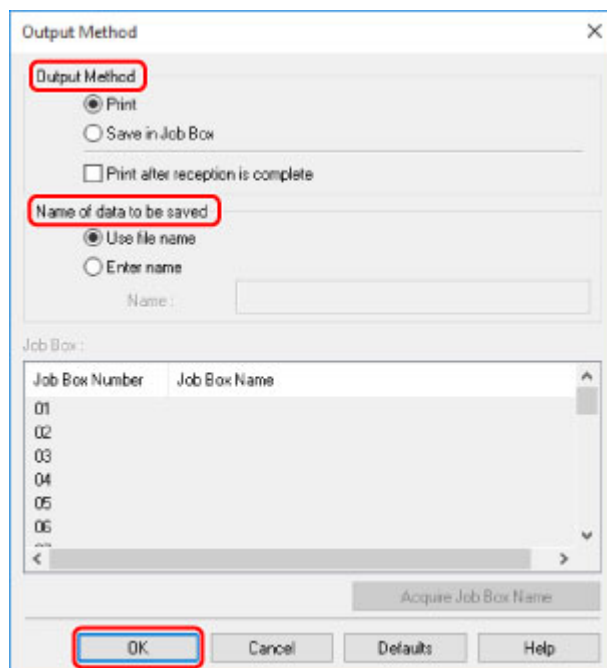 Output Method
Output Method
Print
Save in Job Box
Print after reception is complete
Name of data to be saved
Use file name
Enter name
Name :
Job Box :
Job Box Number Job Box Name
01
02
03
04
05
06
Acquire Job Box Name
OK Cancel Defaults Help